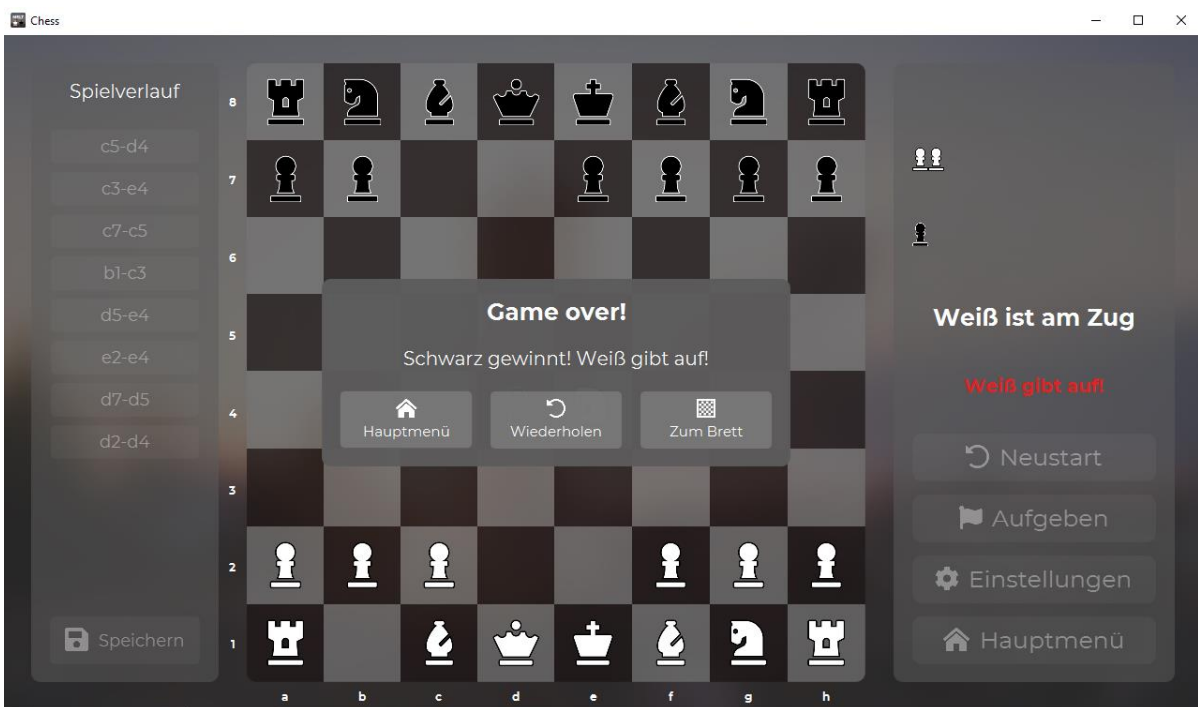 Chess
Spielverlauf
c5-d4
c3-e4
c7-c5
b1-c3
d5-e4
e2-e4
d7-d5
d2-d4
Speichern
8
7
6
5
4
3
2
1
a b c d e f g h
Game over!
Schwarz gewinnt! Weiß gibt auf!
Hauptmenü Wiederholen Zum Brett
Weiß ist am Zug
Weiß gibt auf!
Neustart
Aufgeben
Einstellungen
Hauptmenü